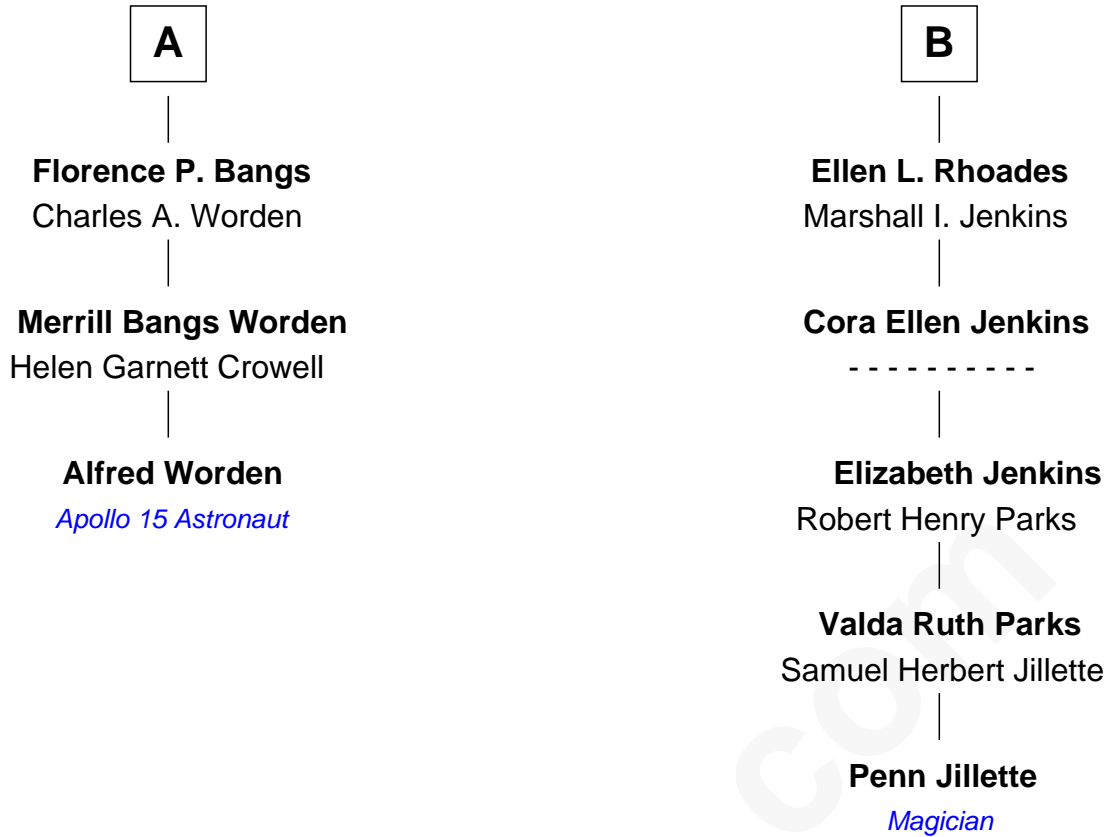 A
Florence P. Bangs
Charles A. Worden
Merrill Bangs Worden
Helen Garnett Crowell
Alfred Worden
Apollo 15 Astronaut
B
Ellen L. Rhoades
Marshall I. Jenkins
Cora Ellen Jenkins
- - - - - - - - - -
Elizabeth Jenkins
Robert Henry Parks
Valda Ruth Parks
Samuel Herbert Jillette
Penn Jillette
Magician
com